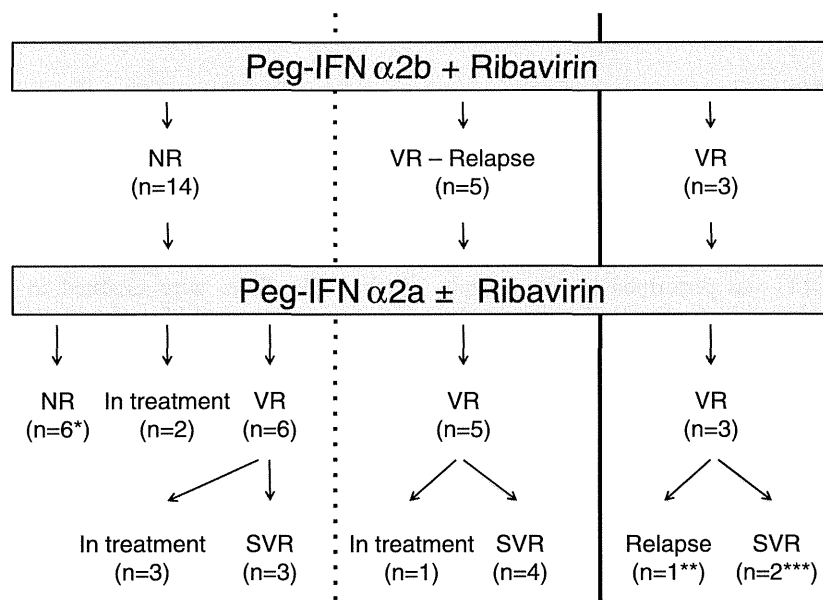 Peg-IFN α2b + Ribavirin
NR
(n=14)
VR – Relapse
(n=5)
VR
(n=3)
Peg-IFN α2a ± Ribavirin
NR
(n=6*)
In treatment
(n=2)
VR
(n=6)
VR
(n=5)
VR
(n=3)
In treatment
(n=3)
SVR
(n=3)
In treatment
(n=1)
SVR
(n=4)
Relapse
(n=1**)
SVR
(n=2***)